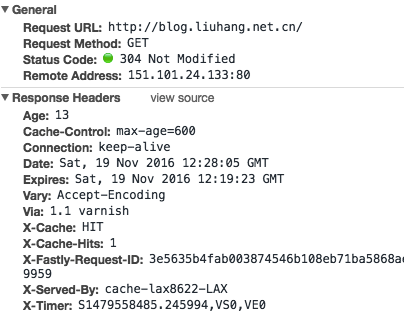 General
Request URL: http://blog.liuhang.net.cn/
Request Method: GET
Status Code: 304 Not Modified
Remote Address: 151.101.24.133:80
Response Headers view source
Age: 13
Cache-Control: max-age=600
Connection: keep-alive
Date: Sat, 19 Nov 2016 12:28:05 GMT
Expires: Sat, 19 Nov 2016 12:19:23 GMT
Vary: Accept-Encoding
Via: 1.1 varnish
X-Cache: HIT
X-Cache-Hits: 1
X-Fastly-Request-ID: 3e5635b4fab003874546b108eb71ba5868ae
9959
X-Served-By: cache-lax8622-LAX
X-Timer: S1479558485.245994,VS0,VE0